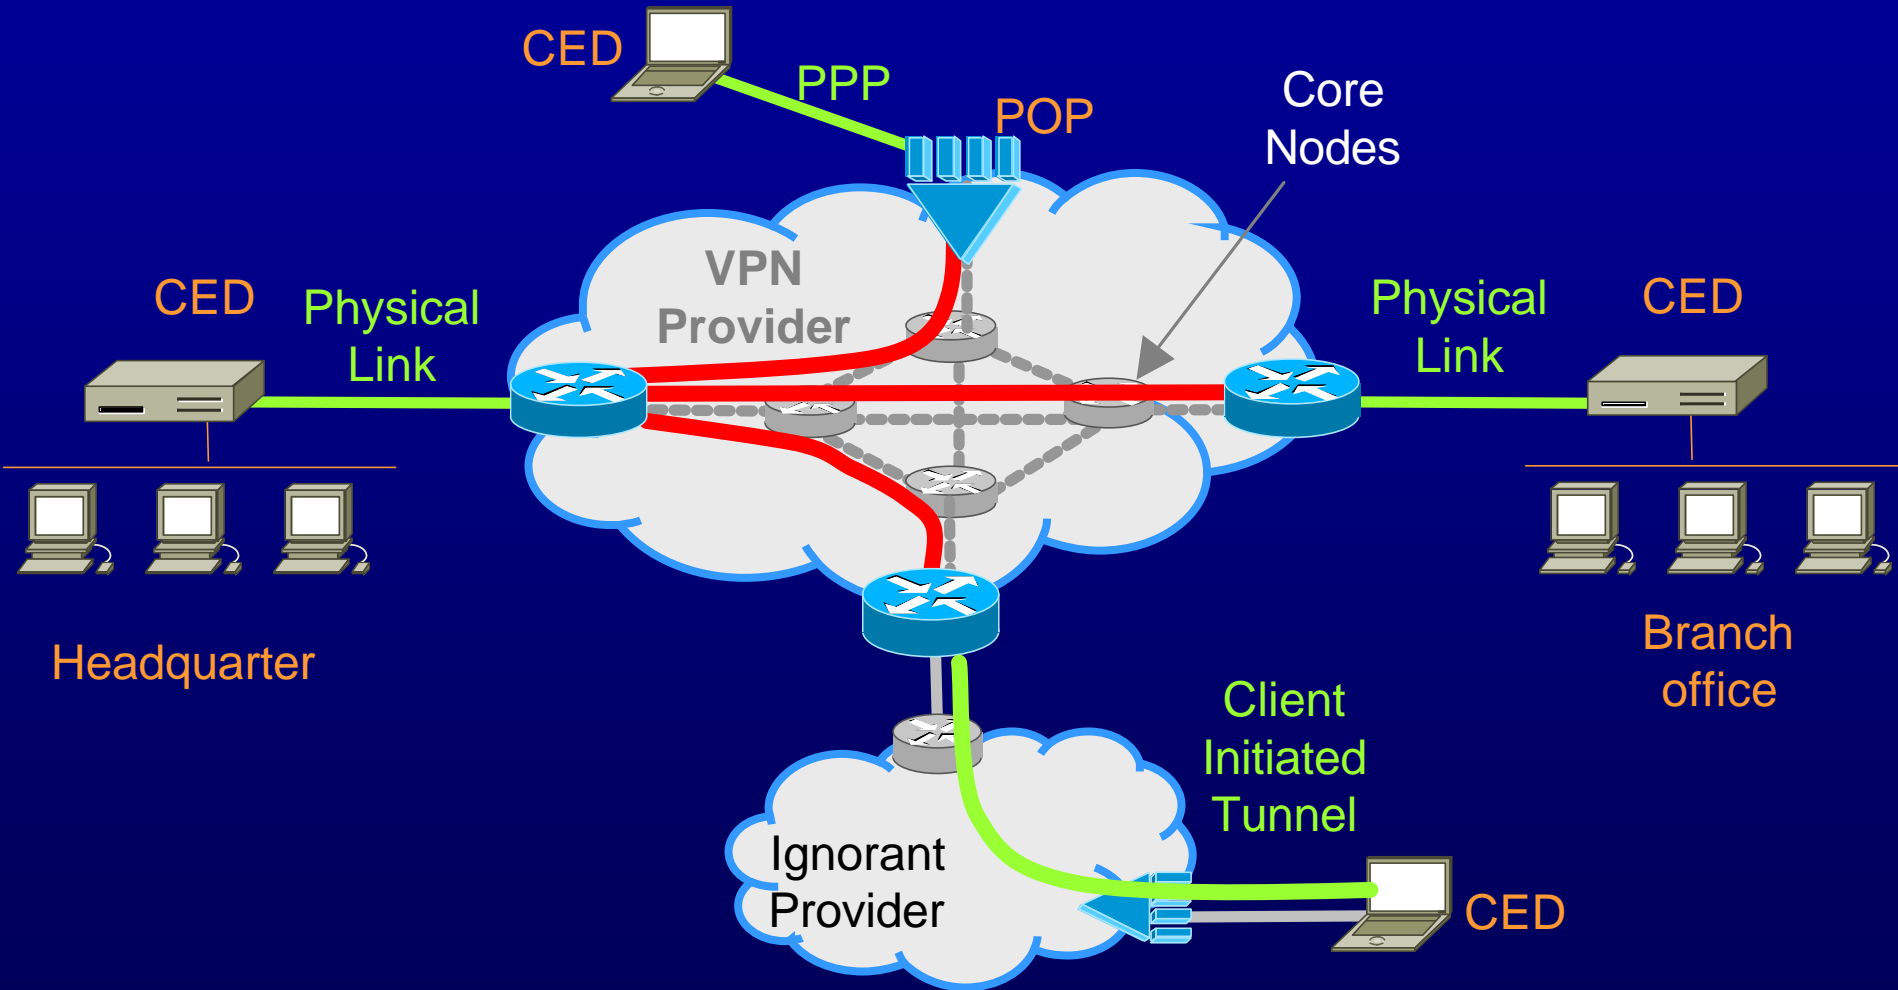 CED
PPP
POP
Core
Nodes
VPN
Provider
CED
Physical
Link
Physical
Link
CED
Headquarter
Branch
office
Client
Initiated
Tunnel
Ignorant
Provider
CED